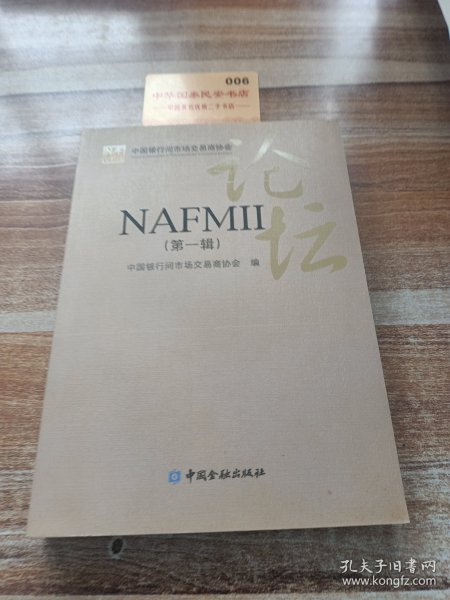 006
中华国泰民安书店
中国银行间市场交易商协会
论坛
NAFMII
(第一辑)
中国银行间市场交易商协会 编
中国金融出版社
孔夫子旧书网
www.kongfz.com